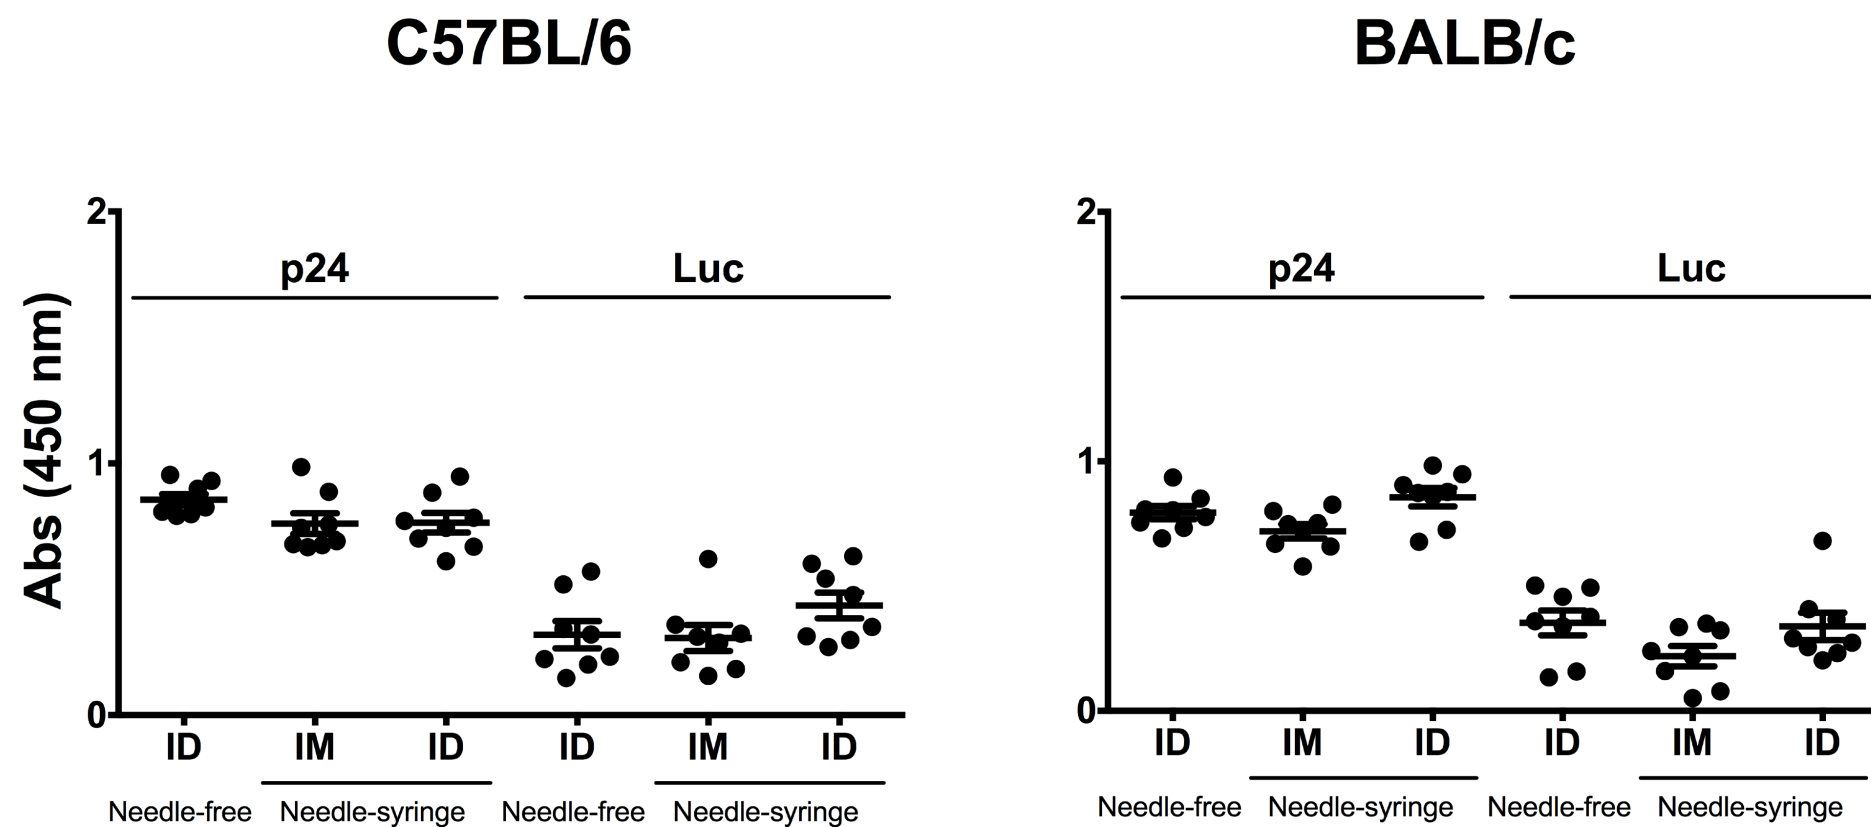 C57BL/6
BALB/c
Abs (450 nm)
2
1
0
p24
Luc
ID
IM
ID
ID
IM
ID
Needle-free
Needle-syringe
Needle-free
Needle-syringe
2
1
0
p24
Luc
ID
IM
ID
ID
IM
ID
Needle-free
Needle-syringe
Needle-free
Needle-syringe